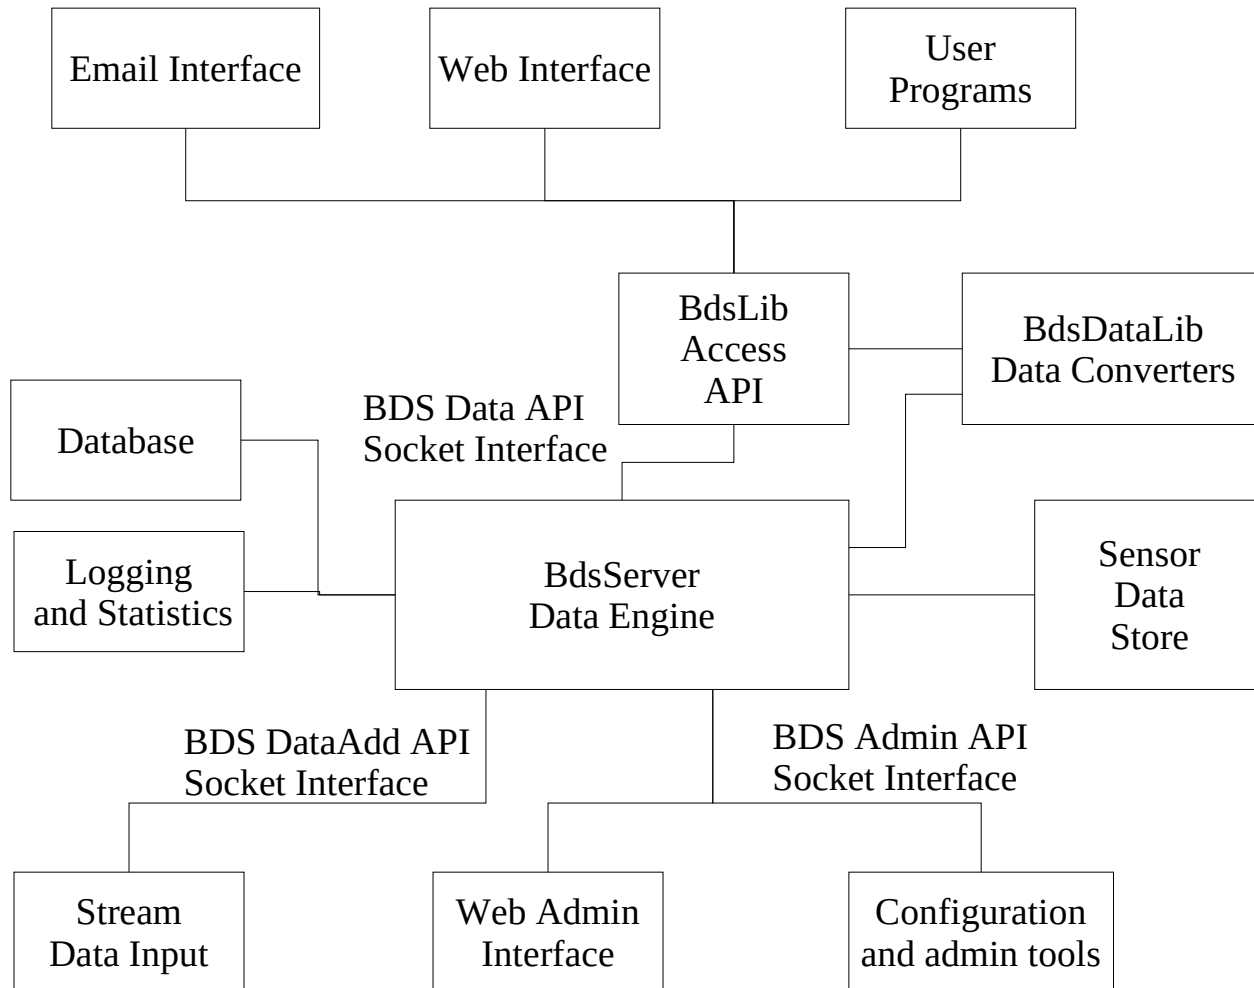 Email Interface
Web Interface
User
Programs
BdsLib
Access
API
BdsDataLib
Data Converters
BDS Data API
Socket Interface
Database
Logging
and Statistics
BdsServer
Data Engine
Sensor
Data
Store
BDS DataAdd API
Socket Interface
BDS Admin API
Socket Interface
Stream
Data Input
Web Admin
Interface
Configuration
and admin tools